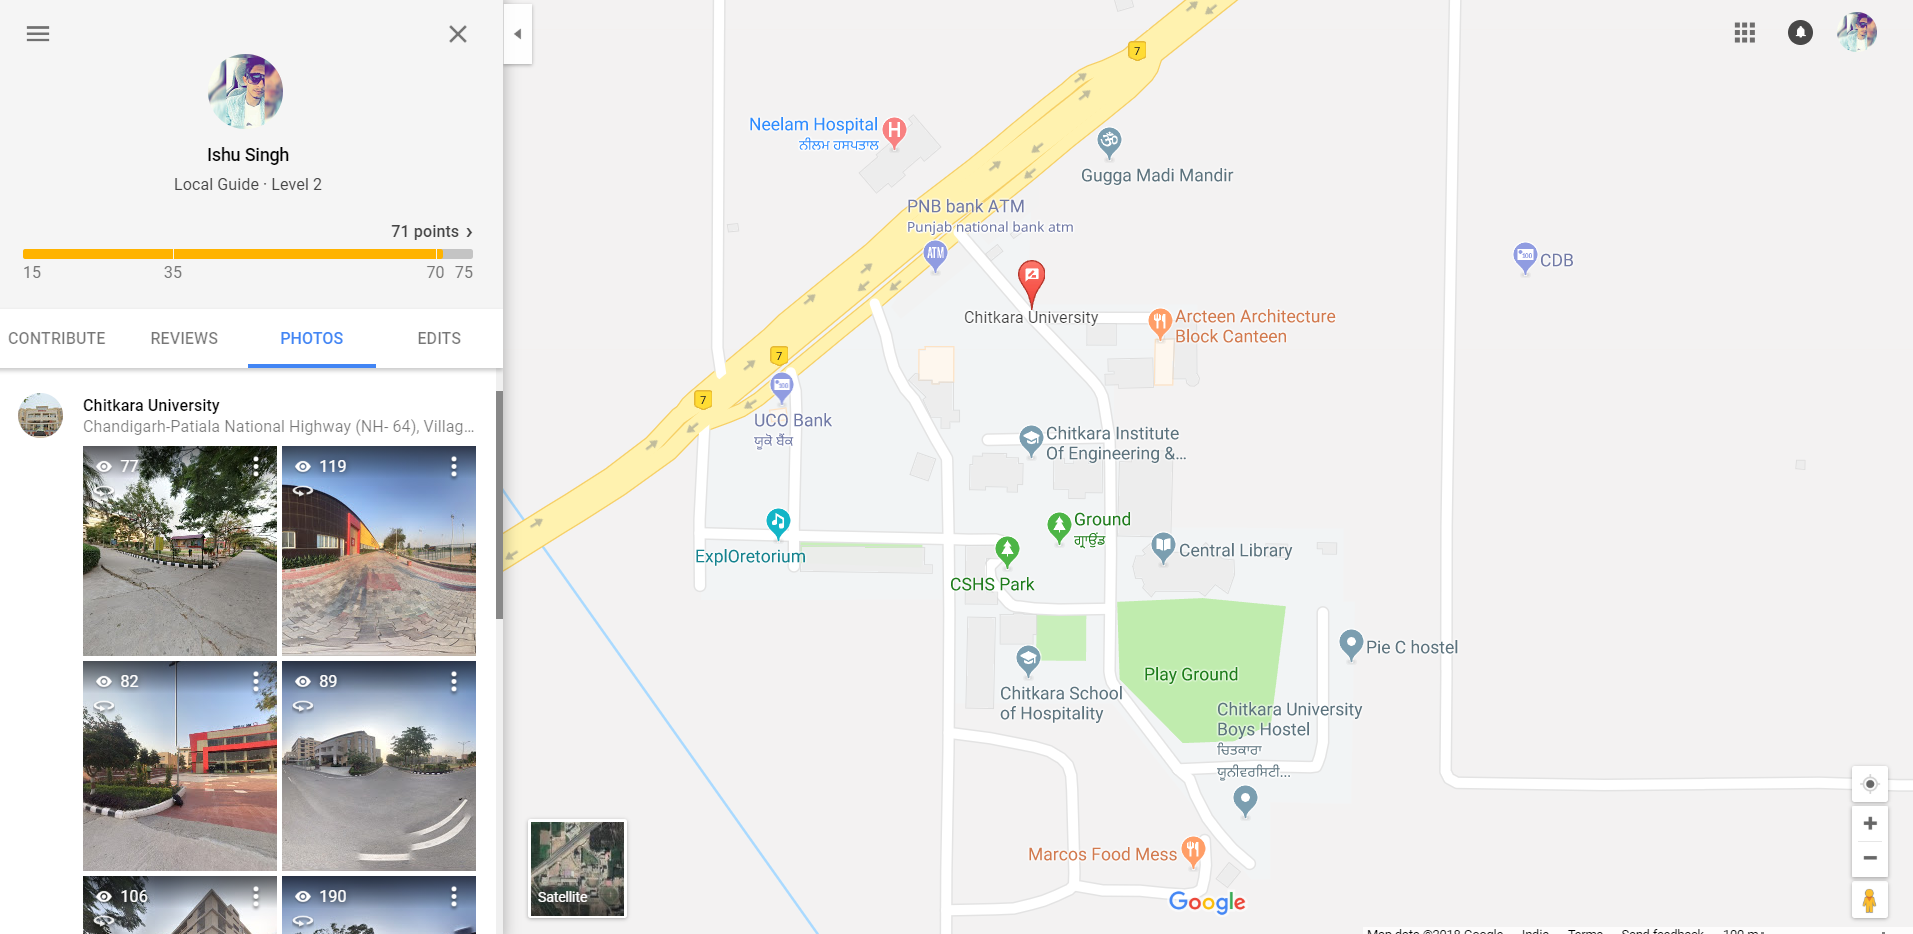 Ishu Singh
Local Guide · Level 2
71 points ›
15 35 70 75
CONTRIBUTE REVIEWS PHOTOS EDITS
Chitkara University
Chandigarh-Patiala National Highway (NH- 64), Villag...
77
119
82
89
106
190
7
Neelam Hospital
ਨੀਲਮ ਹਸਪਤਾਲ
H
Gugga Madi Mandir
PNB bank ATM
Punjab national bank atm
ATM
CDB
Chitkara University
Arcteen Architecture
Block Canteen
7
7
UCO Bank
ਯੂਕੋ ਬੈਂਕ
Chitkara Institute
Of Engineering &...
Ground
ਗ੍ਰਾਉਂਡ
ExplOretorium
Central Library
CSHS Park
Pie C hostel
Play Ground
Chitkara School
of Hospitality
Chitkara University
Boys Hostel
ਚਿਤਕਾਰਾ
ਯੂਨੀਵਰਸਿਟੀ...
Marcos Food Mess
Satellite
Google
Map data ©2018 Google India Terms Send feedback 100 m